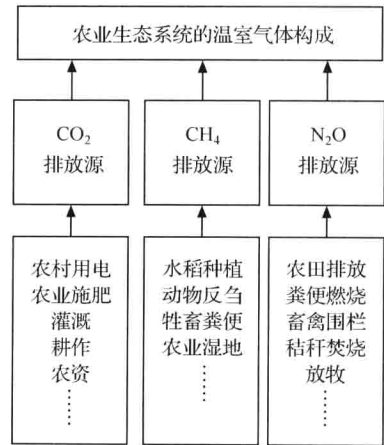 农业生态系统的温室气体构成
CO₂
排放源
CH₄
排放源
N₂O
排放源
农村用电
农业施肥
灌溉
耕作
农资
……
水稻种植
动物反刍
牲畜粪便
农业湿地
……
农田排放
粪便燃烧
畜禽围栏
秸秆焚烧
放牧
……